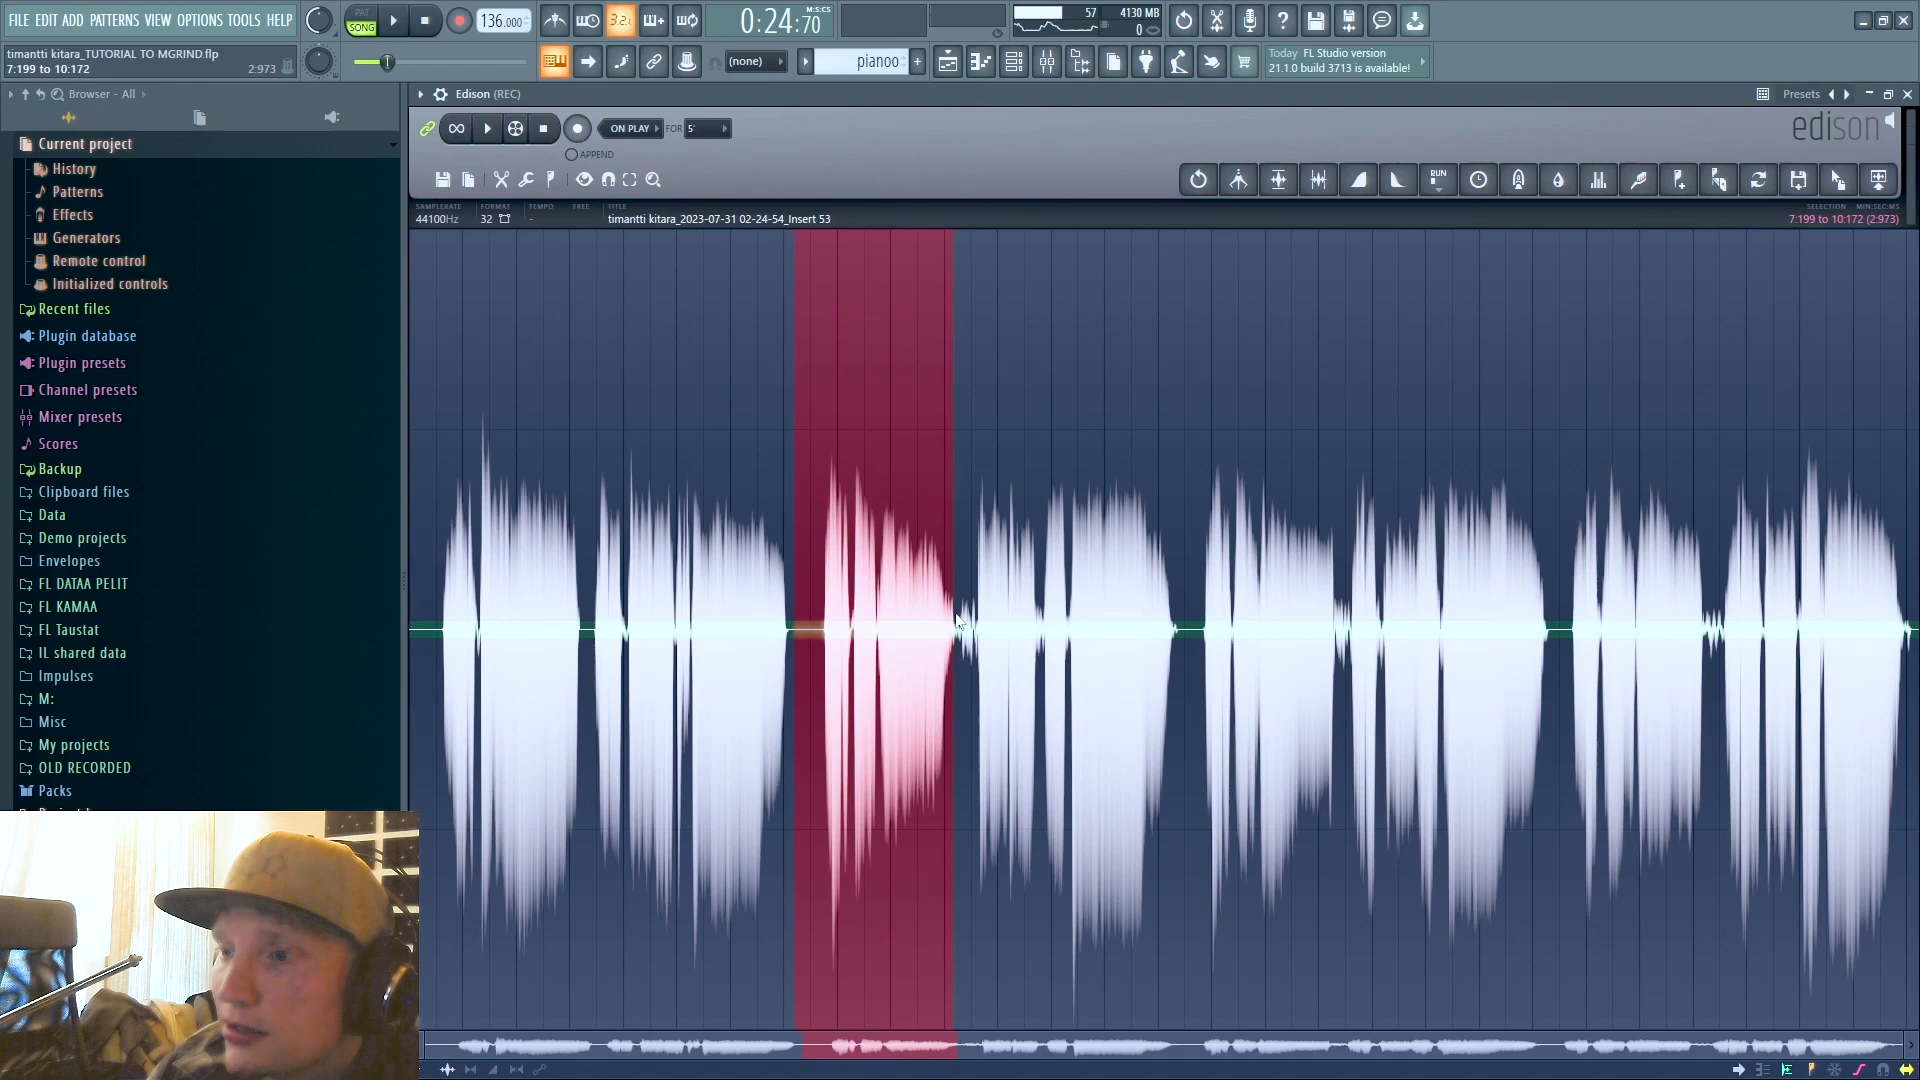 FILE EDIT ADD PATTERNS VIEW OPTIONS TOOLS HELP
PAT
SONG
136.000
3.2.
M:S:CS
0:24:70
57
4130 MB
0
timantti kitara_TUTORIAL TO MGRIND.flp
7:199 to 10:172
2:973
(none)
pianoo
Today FL Studio version
21.1.0 build 3713 is available!
Browser - All
Edison (REC)
Presets
Current project
History
Patterns
Effects
Generators
Remote control
Initialized controls
Recent files
Plugin database
Plugin presets
Channel presets
Mixer presets
Scores
Backup
Clipboard files
Data
Demo projects
Envelopes
FL DATAA PELIT
FL KAMAA
FL Taustat
IL shared data
Impulses
M:
Misc
My projects
OLD RECORDED
Packs
ON PLAY
FOR
5'
APPEND
edison
RUN
SAMPLERATE
44100Hz
FORMAT
32
TEMPO
-
FREE
TITLE
timantti kitara_2023-07-31 02-24-54_Insert 53
SELECTION
MIN:SEC:MS
7:199 to 10:172 (2:973)